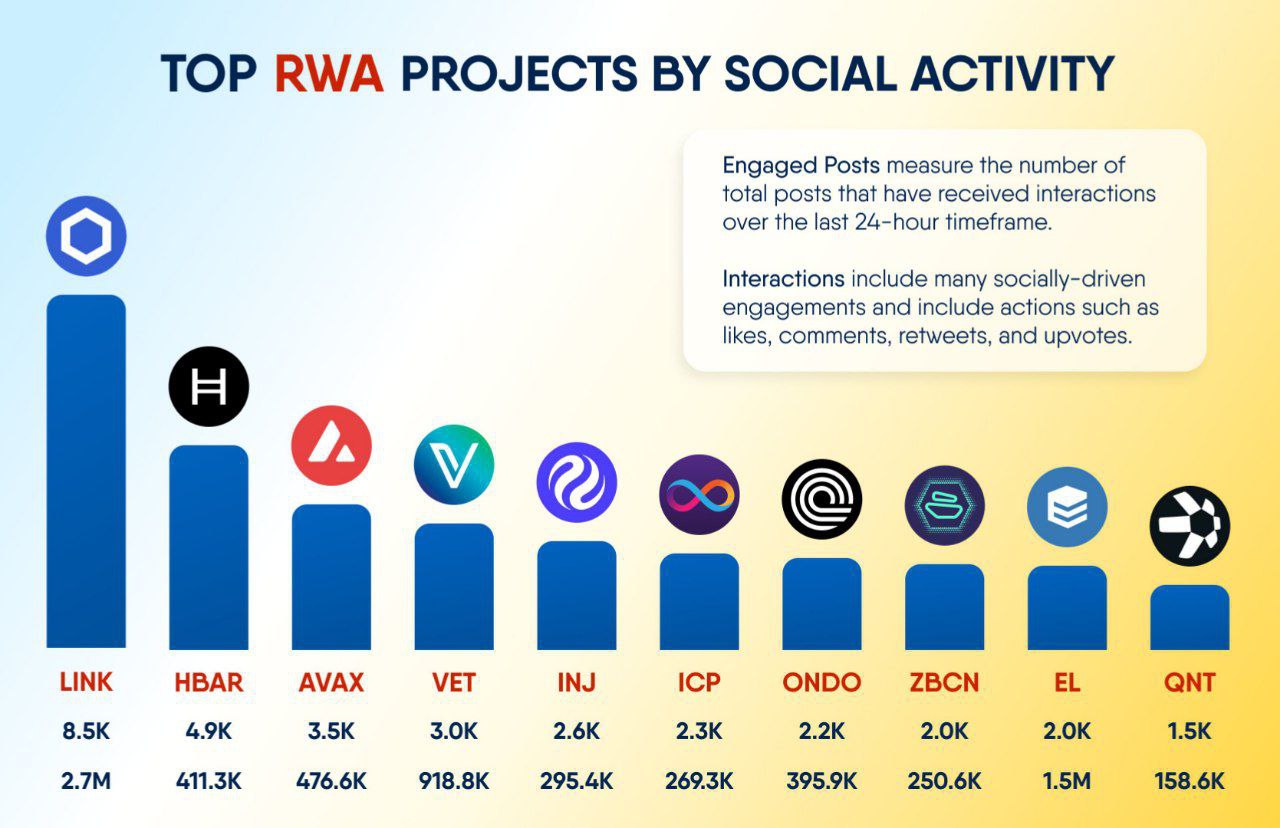 TOP RWA PROJECTS BY SOCIAL ACTIVITY
Engaged Posts measure the number of
total posts that have received interactions
over the last 24-hour timeframe.
Interactions include many socially-driven
engagements and include actions such as
likes, comments, retweets, and upvotes.
LINK HBAR AVAX VET INJ ICP ONDO ZBCN EL QNT
8.5K 4.9K 3.5K 3.0K 2.6K 2.3K 2.2K 2.0K 2.0K 1.5K
2.7M 411.3K 476.6K 918.8K 295.4K 269.3K 395.9K 250.6K 1.5M 158.6K